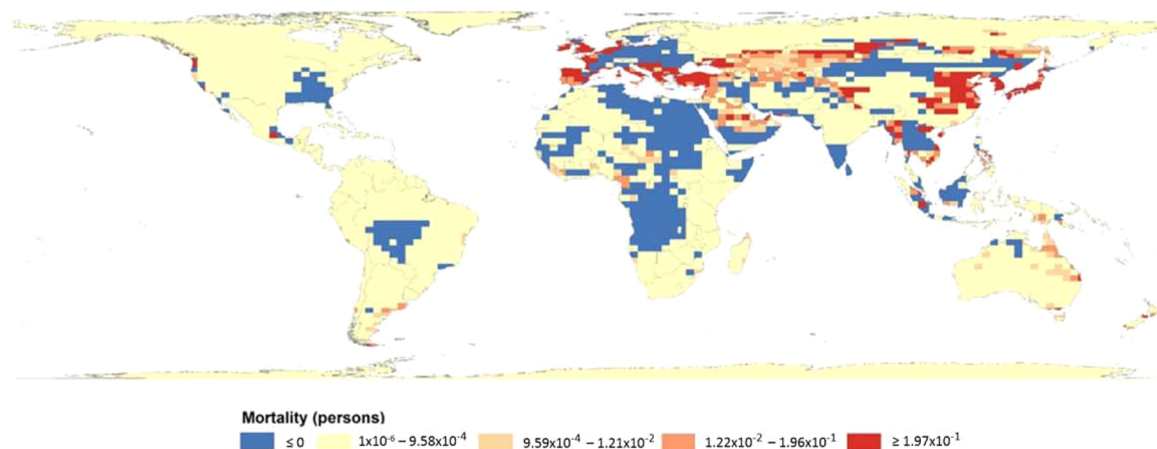 Mortality (persons)
≤ 0 1x10⁻⁶ – 9.58x10⁻⁴ 9.59x10⁻⁴ – 1.21x10⁻² 1.22x10⁻² – 1.96x10⁻¹ ≥ 1.97x10⁻¹